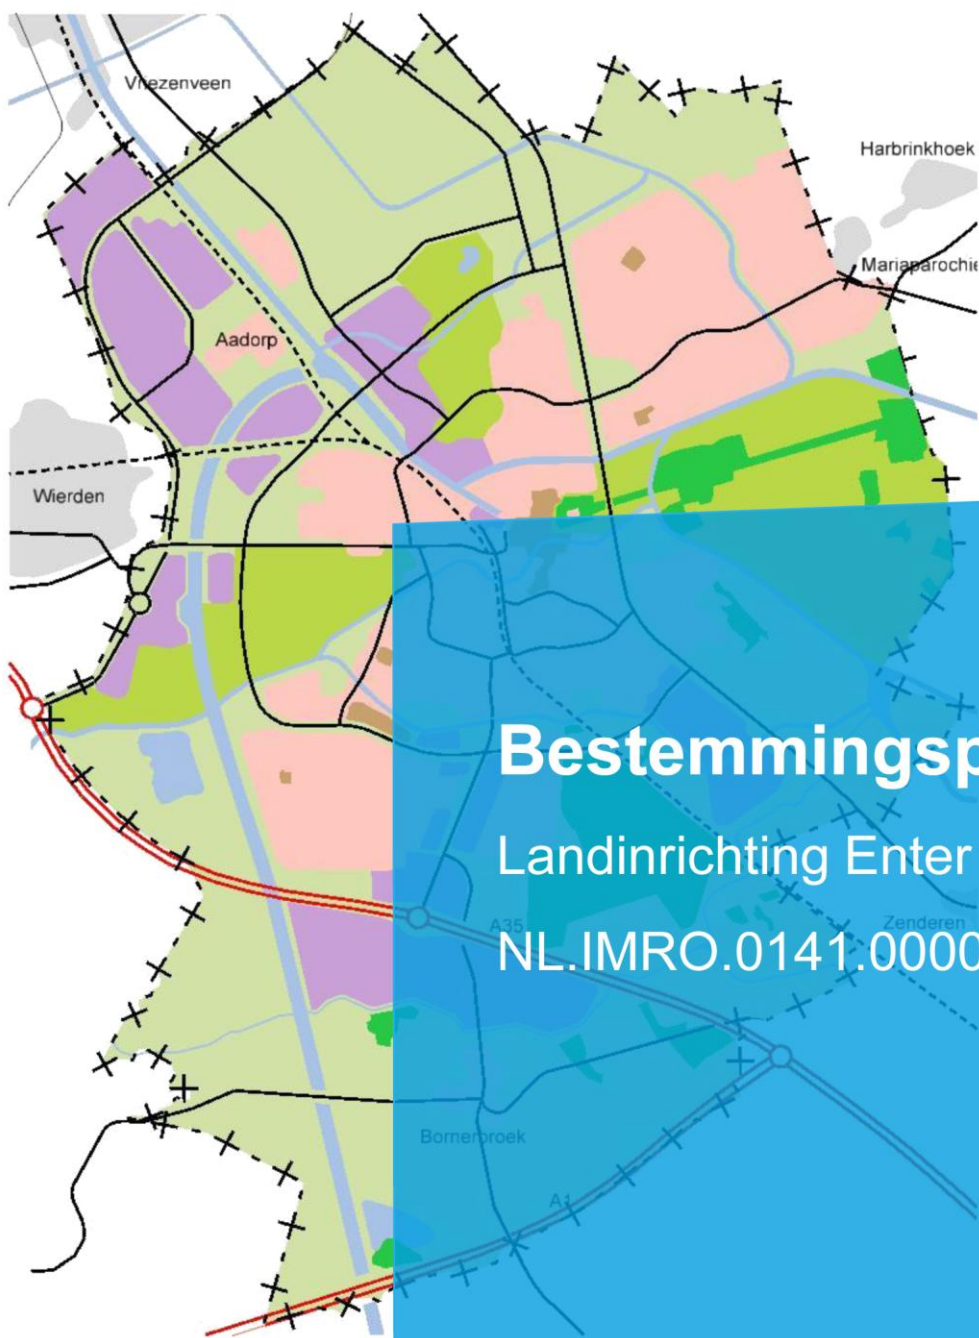 Vriezenveen
Harbrinkhoek
Mariaparochie
Aadorp
Wierden
Bestemmingsp
Landinrichting Enter
Zenderen
A35
NL.IMRO.0141.0000
Bornerbroek
A1